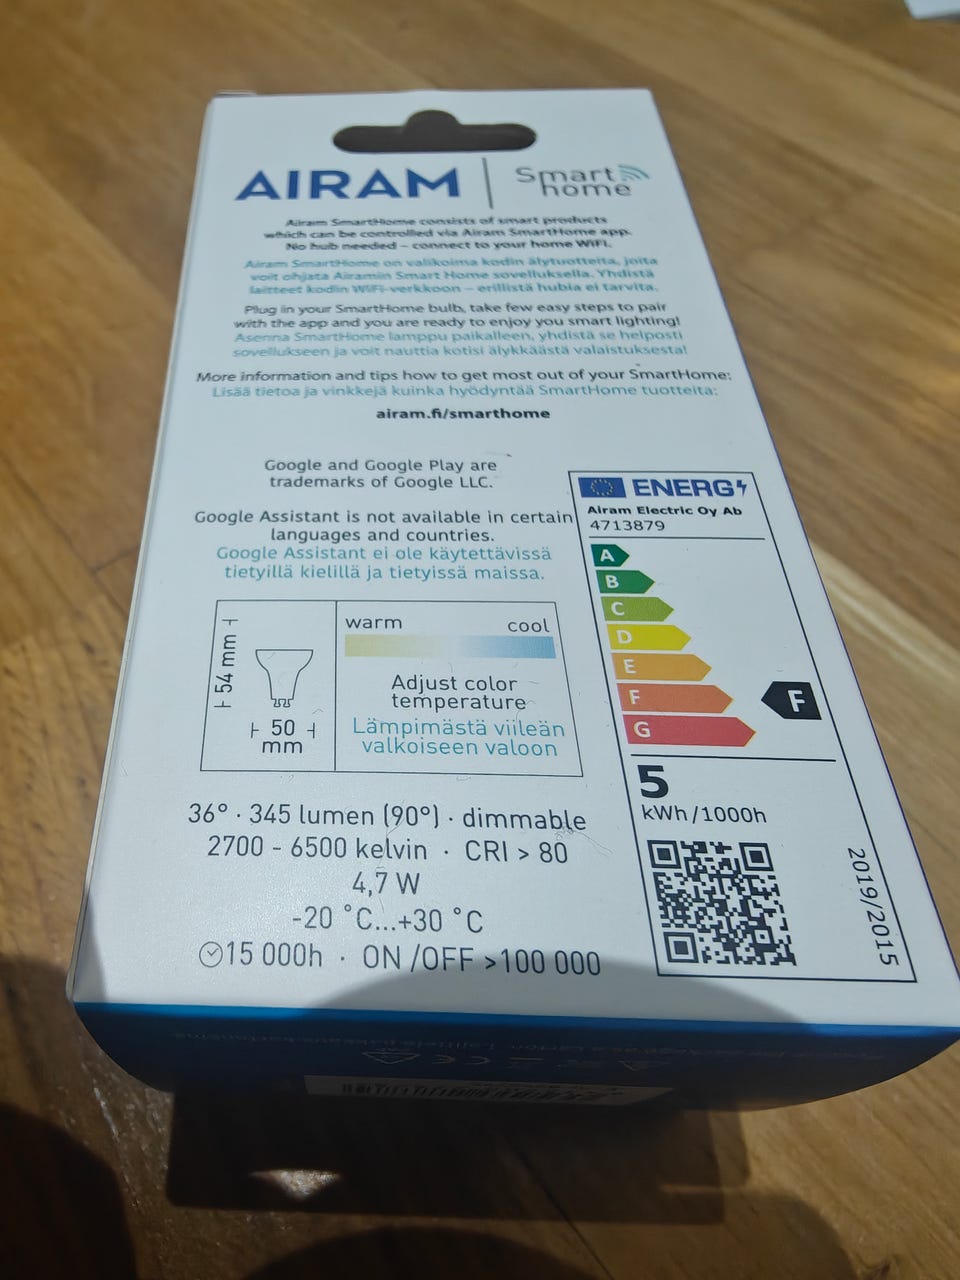 AIRAM
Smart
home
Airam SmartHome consists of smart products
which can be controlled via Airam SmartHome app.
No hub needed – connect to your home WiFi.
Airam SmartHome on valikoima kodin älytuotteita, joita
voit ohjata Airamin Smart Home sovelluksella. Yhdistä
laitteet kodin WiFi-verkkoon – erillistä hubia ei tarvita.
Plug in your SmartHome bulb, take few easy steps to pair
with the app and you are ready to enjoy you smart lighting!
Asenna SmartHome lamppu paikalleen, yhdistä se helposti
sovellukseen ja voit nauttia kotisi älykkäästä valaistuksesta!
More information and tips how to get most out of your SmartHome:
Lisää tietoa ja vinkkejä kuinka hyödyntää SmartHome tuotteita:
airam.fi/smarthome
Google and Google Play are
trademarks of Google LLC.
Google Assistant is not available in certain
languages and countries.
Google Assistant ei ole käytettävissä
tietyillä kielillä ja tietyissä maissa.
54 mm
50
mm
warm cool
Adjust color
temperature
Lämpimästä viileän
valkoiseen valoon
36° · 345 lumen (90°) · dimmable
2700 - 6500 kelvin · CRI > 80
4,7 W
-20 °C...+30 °C
15 000h · ON /OFF >100 000
ENERG
Airam Electric Oy Ab
4713879
A
B
C
D
E
F
F
G
5
kWh/1000h
2019/2015